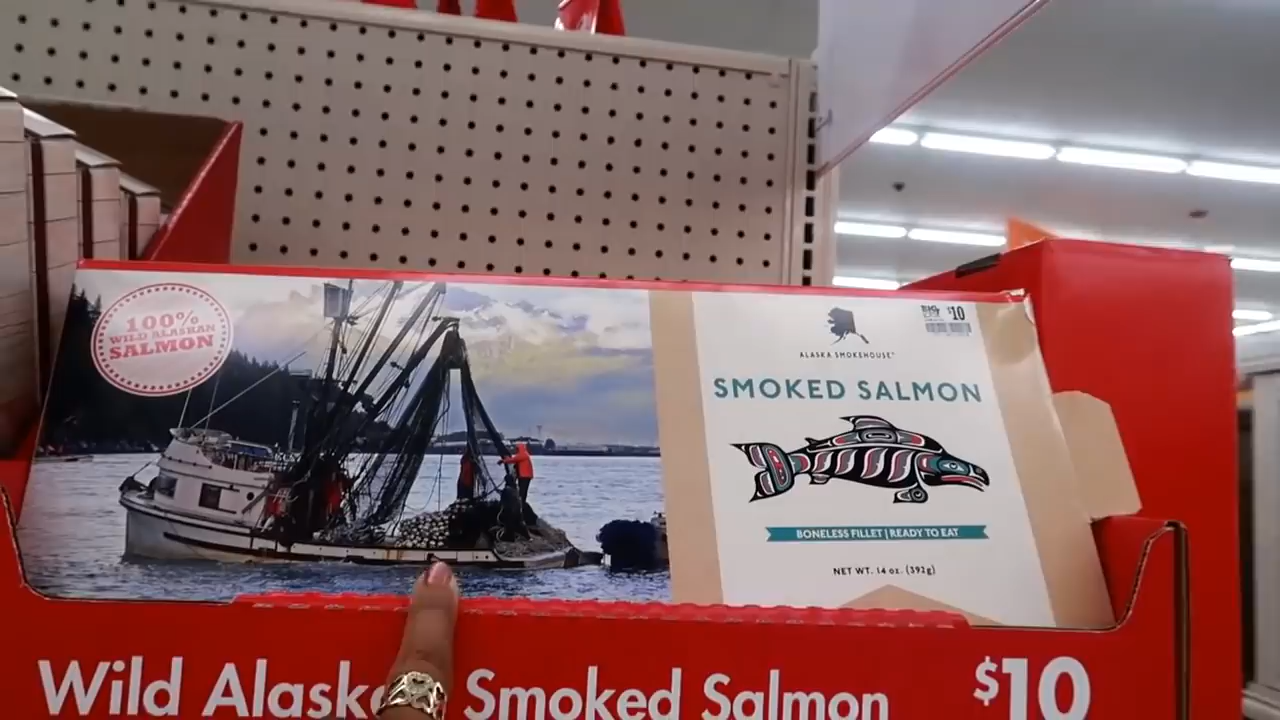 100%
WILD ALASKAN
SALMON
$10
ALASKA SMOKEHOUSE
SMOKED SALMON
BONELESS FILLET | READY TO EAT
NET WT. 14 oz. (392g)
Wild Alask Smoked Salmon
$10